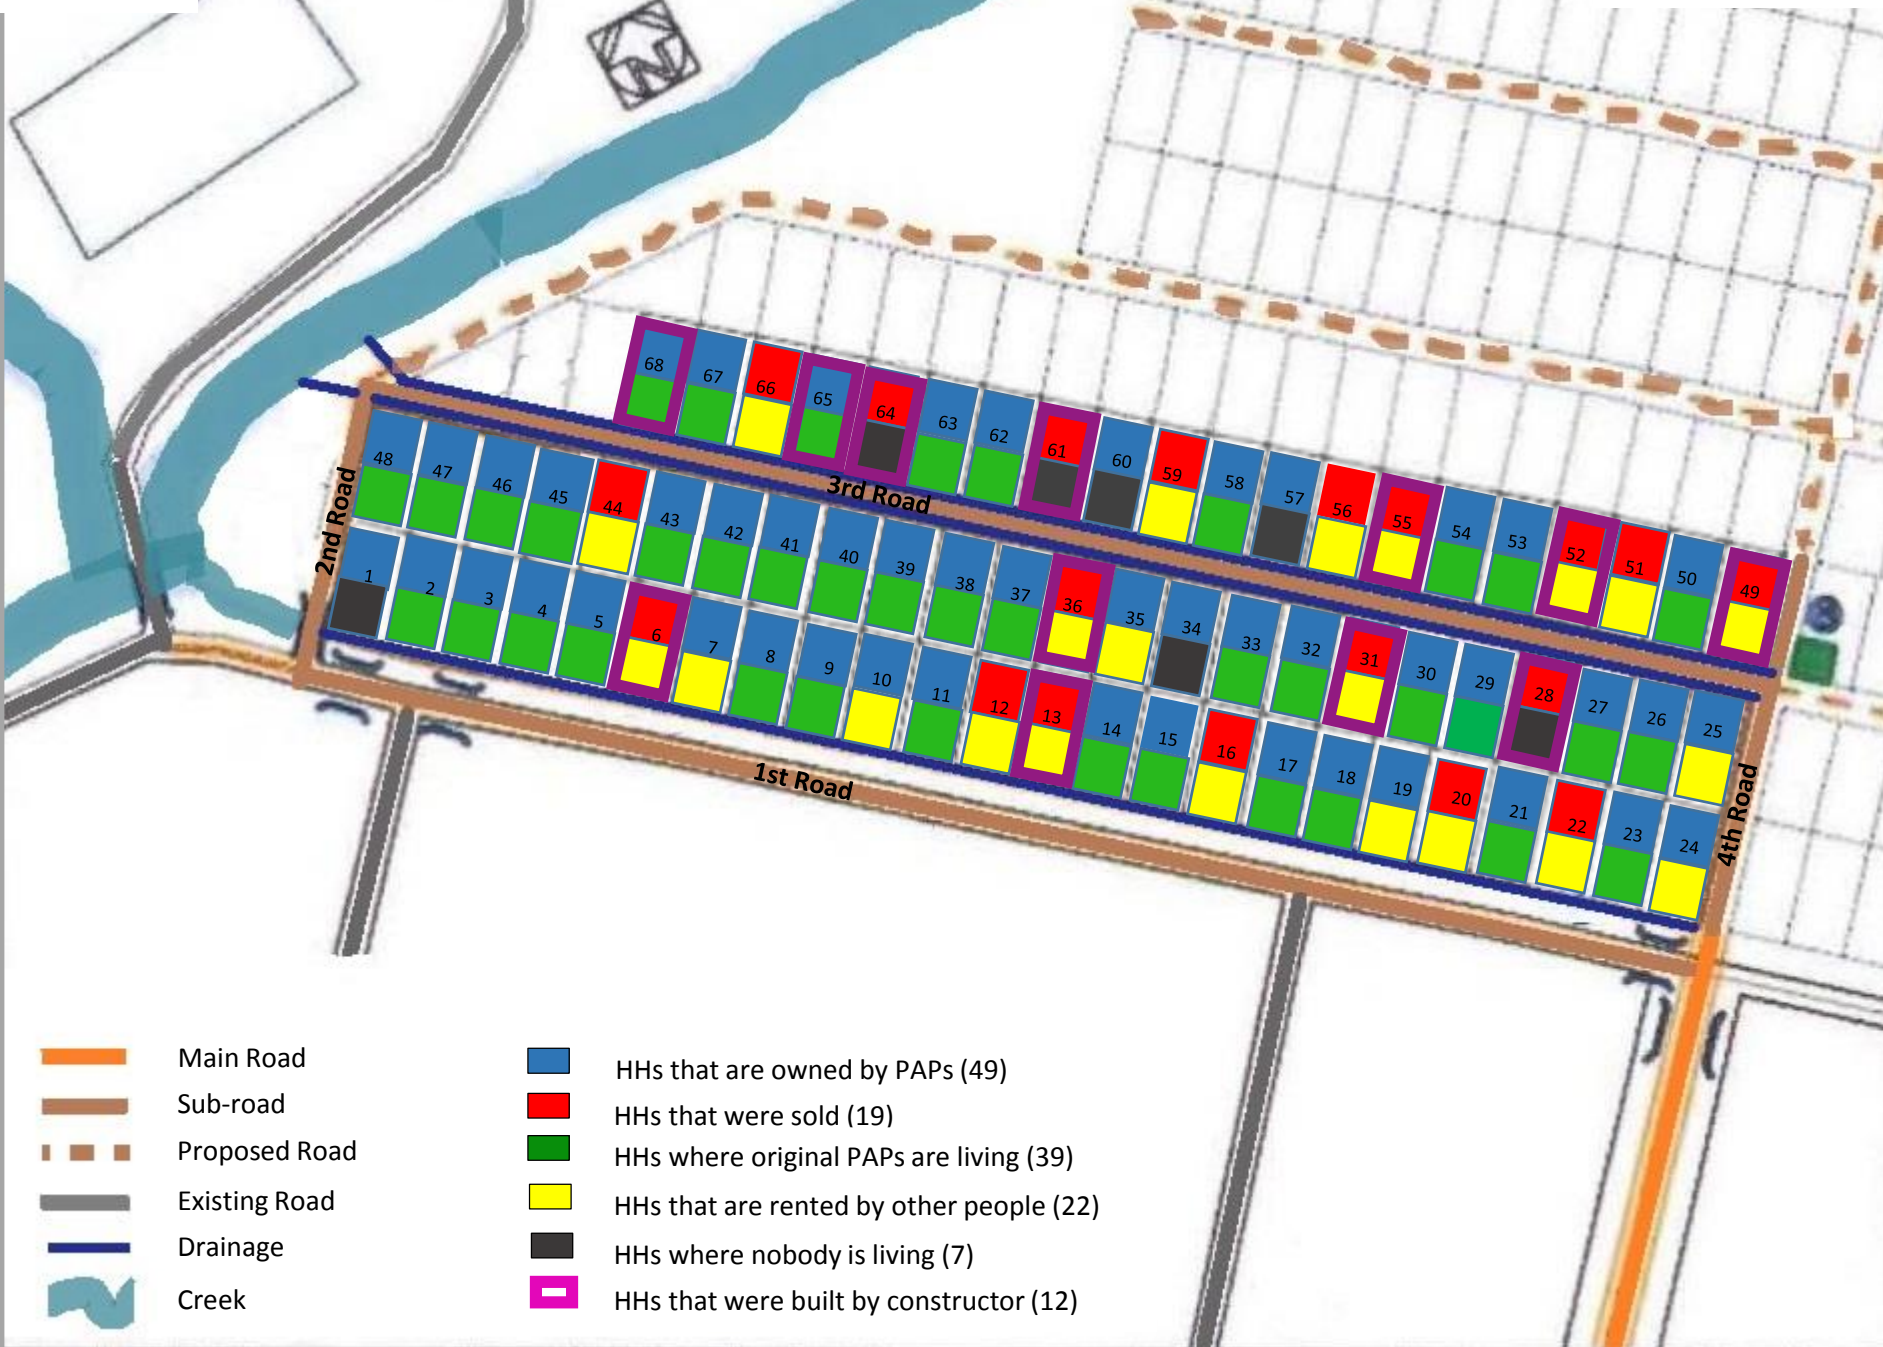 N
68 67 66 65 64 63 62 61 60 59 58 57 56 55 54 53 52 51 50 49
3rd Road
48 47 46 45 44 43 42 41 40 39 38 37 36 35 34 33 32 31 30 29 28 27 26 25
2nd Road
1 2 3 4 5 6 7 8 9 10 11 12 13 14 15 16 17 18 19 20 21 22 23 24
4th Road
1st Road
Main Road
Sub-road
Proposed Road
Existing Road
Drainage
Creek
HHs that are owned by PAPs (49)
HHs that were sold (19)
HHs where original PAPs are living (39)
HHs that are rented by other people (22)
HHs where nobody is living (7)
HHs that were built by constructor (12)